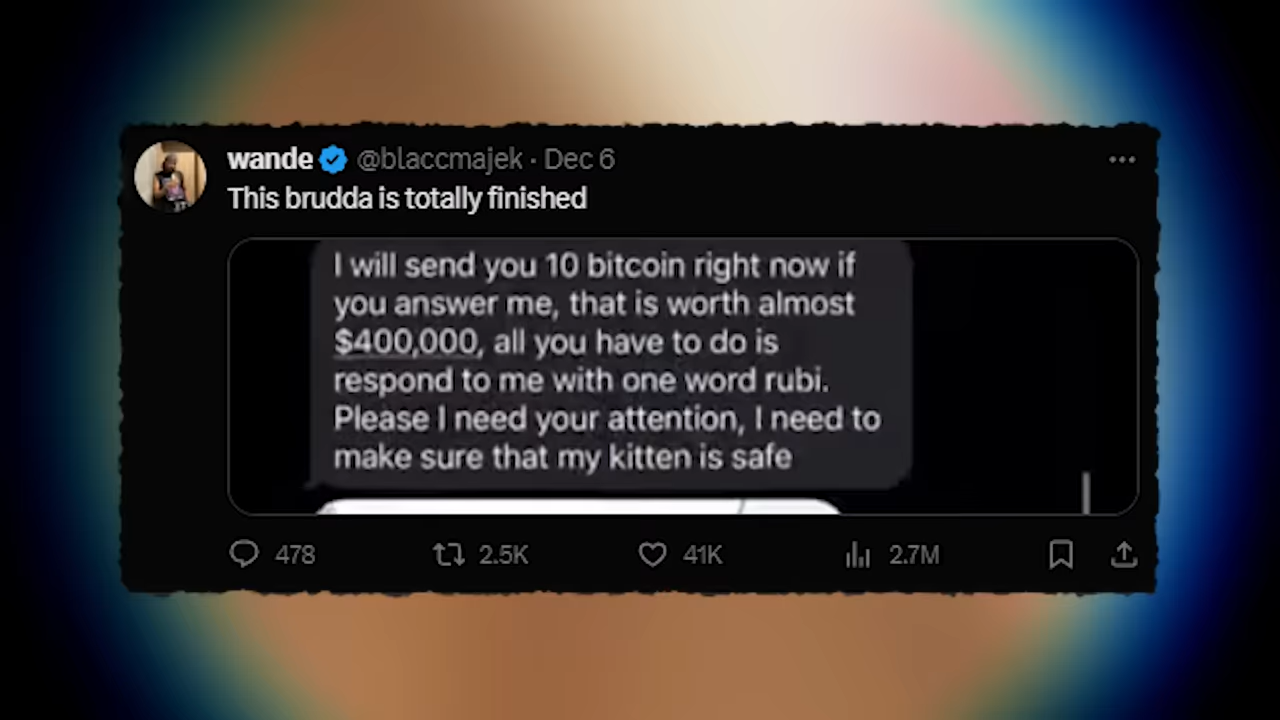 wande @blaccmajek · Dec 6
This brudda is totally finished
I will send you 10 bitcoin right now if
you answer me, that is worth almost
$400,000, all you have to do is
respond to me with one word rubi.
Please I need your attention, I need to
make sure that my kitten is safe
478 2.5K 41K 2.7M